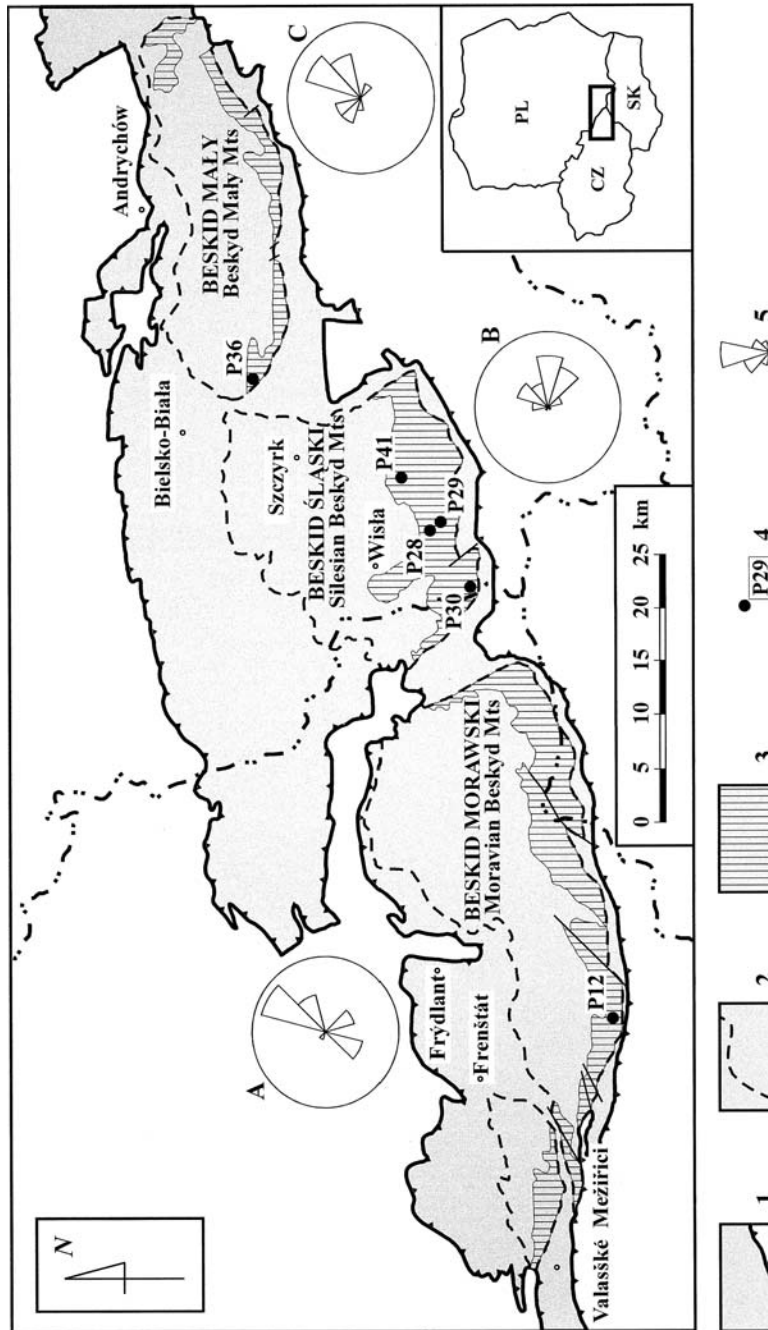 N
A
Frýdlant
Frenštát
Valašské Mežiřici
P12
BESKID MORAWSKI
Moravian Beskyd Mts
Bielsko-Biała
Szczyrk
BESKID ŚLĄSKI
Silesian Beskyd Mts
Wisła
P41
P28
P29
P30
Andrychów
BESKID MAŁY
Beskyd Mały Mts
P36
C
B
PL
CZ
SK
0 5 10 15 20 25 km
1
2
3
P29 4
5